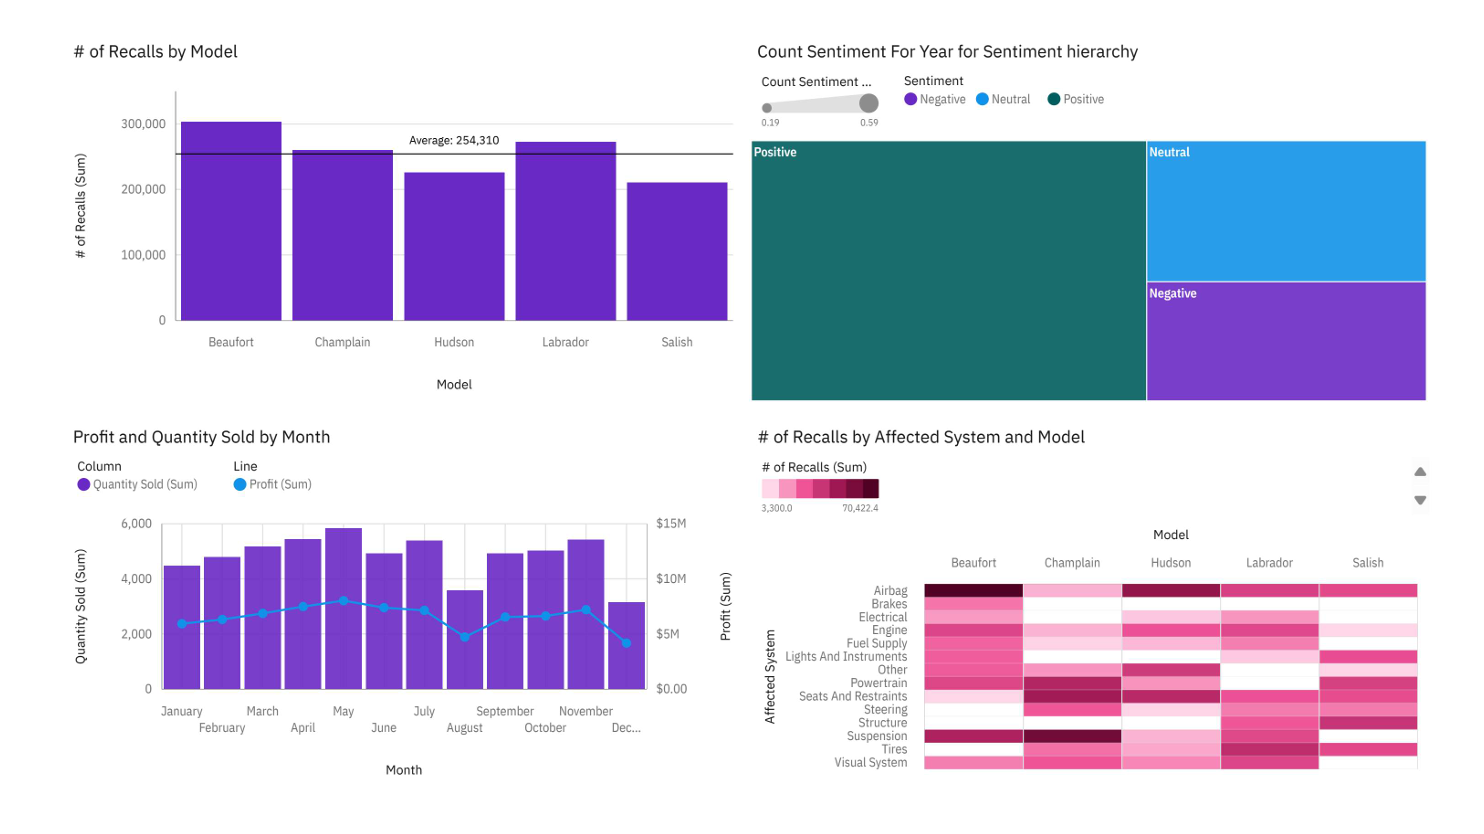 # of Recalls by Model
# of Recalls (Sum)
300,000
200,000
100,000
0
Average: 254,310
Beaufort Champlain Hudson Labrador Salish
Model
Count Sentiment For Year for Sentiment hierarchy
Count Sentiment ...
0.19 0.59
Sentiment
Negative Neutral Positive
Positive
Neutral
Negative
Profit and Quantity Sold by Month
Column
Quantity Sold (Sum)
Line
Profit (Sum)
Quantity Sold (Sum)
6,000
4,000
2,000
0
$15M
$10M
$5M
$0.00
Profit (Sum)
January March May July September November
February April June August October Dec...
Month
# of Recalls by Affected System and Model
# of Recalls (Sum)
3,300.0 70,422.4
Model
Beaufort Champlain Hudson Labrador Salish
Affected System
Airbag
Brakes
Electrical
Engine
Fuel Supply
Lights And Instruments
Other
Powertrain
Seats And Restraints
Steering
Structure
Suspension
Tires
Visual System